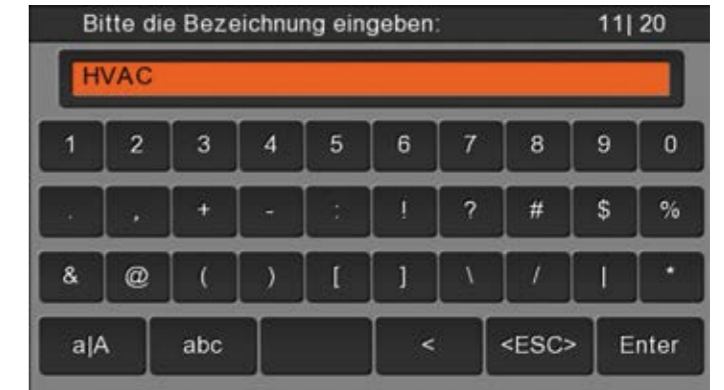 Bitte die Bezeichnung eingeben: 11| 20
HVAC
1 2 3 4 5 6 7 8 9 0
. , + - : ! ? # $ %
& @ ( ) [ ] \ / | *
a|A abc < <ESC> Enter